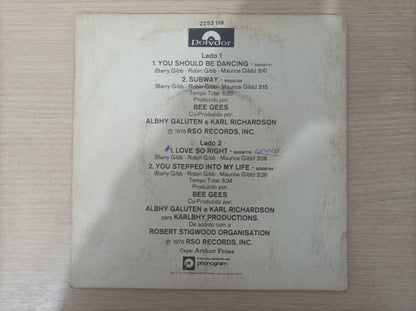 2252 119
Polydor
Lado 1
1. YOU SHOULD BE DANCING -
(Barry Gibb - Robin Gibb - Maurice Gibb) 3:10
2. SUBWAY -
(Barry Gibb - Robin Gibb - Maurice Gibb) 3:15
Tempo Total: 6:25
Produzido por:
BEE GEES
Co-Produzido por:
ALBHY GALUTEN e KARL RICHARDSON
℗ 1976 RSO RECORDS, INC.
Lado 2
1. LOVE SO RIGHT -
(Barry Gibb - Robin Gibb - Maurice Gibb) 3:08
2. YOU STEPPED INTO MY LIFE -
(Barry Gibb - Robin Gibb - Maurice Gibb) 3:26
Tempo Total: 6:34
Produzido por:
BEE GEES
Co-Produzido por:
ALBHY GALUTEN e KARL RICHARDSON
para KARLBHY PRODUCTIONS.
De acordo com a
ROBERT STIGWOOD ORGANISATION
℗ 1976 RSO RECORDS, INC.
Capa: Arthur Fróes
phonogram